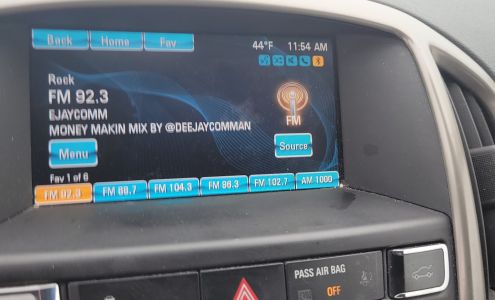 Back Home Fav 44°F 11:54 AM
Rock
FM 92.3
EJAYCOMM
MONEY MAKIN MIX BY @DEEJAYCOMMAN
FM
Menu Source
Fav 1 of 6
FM 92.3 FM 88.7 FM 104.3 FM 96.3 FM 102.7 AM 1000
PASS AIR BAG
OFF